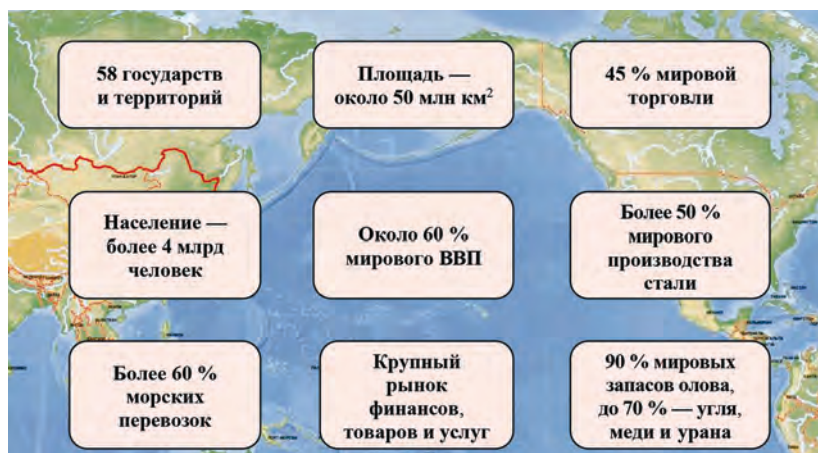 58 государств
и территорий
Площадь —
около 50 млн км²
45 % мировой
торговли
Население —
более 4 млрд
человек
Около 60 %
мирового ВВП
Более 50 %
мирового
производства
стали
Более 60 %
морских
перевозок
Крупный
рынок
финансов,
товаров и услуг
90 % мировых
запасов олова,
до 70 % — угля,
меди и урана